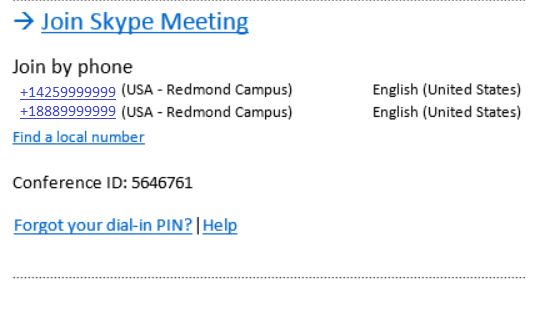 → Join Skype Meeting
Join by phone
+14259999999 (USA - Redmond Campus) English (United States)
+18889999999 (USA - Redmond Campus) English (United States)
Find a local number
Conference ID: 5646761
Forgot your dial-in PIN? | Help